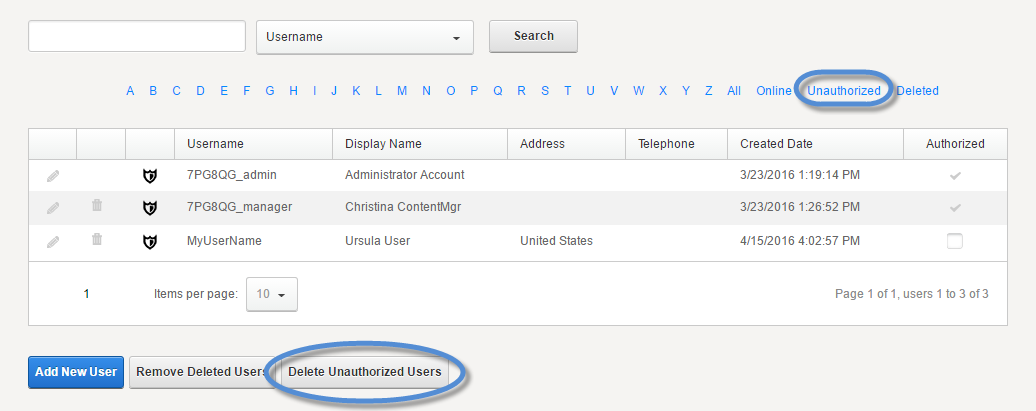 Username Search
A B C D E F G H I J K L M N O P Q R S T U V W X Y Z All Online Unauthorized Deleted
Username Display Name Address Telephone Created Date Authorized
7PG8QG_admin Administrator Account 3/23/2016 1:19:14 PM
7PG8QG_manager Christina ContentMgr 3/23/2016 1:26:52 PM
MyUserName Ursula User United States 4/15/2016 4:02:57 PM
1 Items per page: 10 Page 1 of 1, users 1 to 3 of 3
Add New User Remove Deleted Users Delete Unauthorized Users